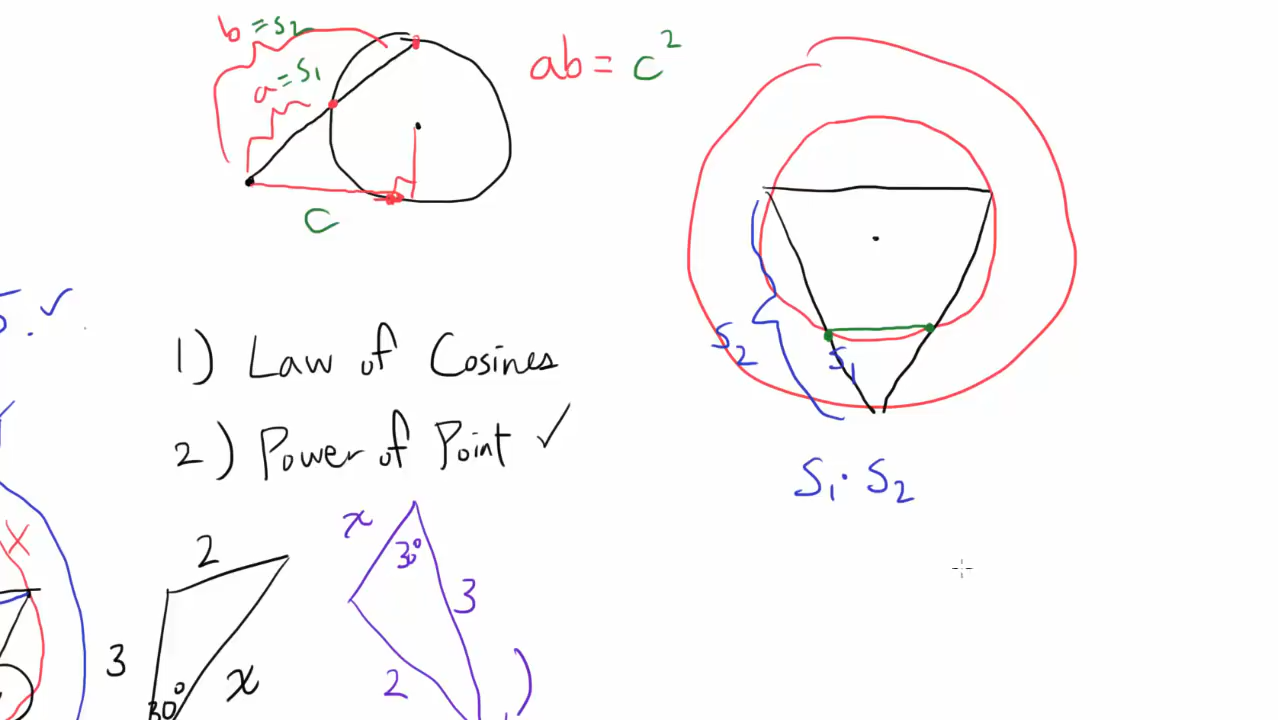 b = S2
a = S1
ab = c²
C
5. ✓
S2
S1
1) Law of Cosines
2) Power of Point ✓
S1 · S2
X
2
3
30°
x
x
30°
3
2
)